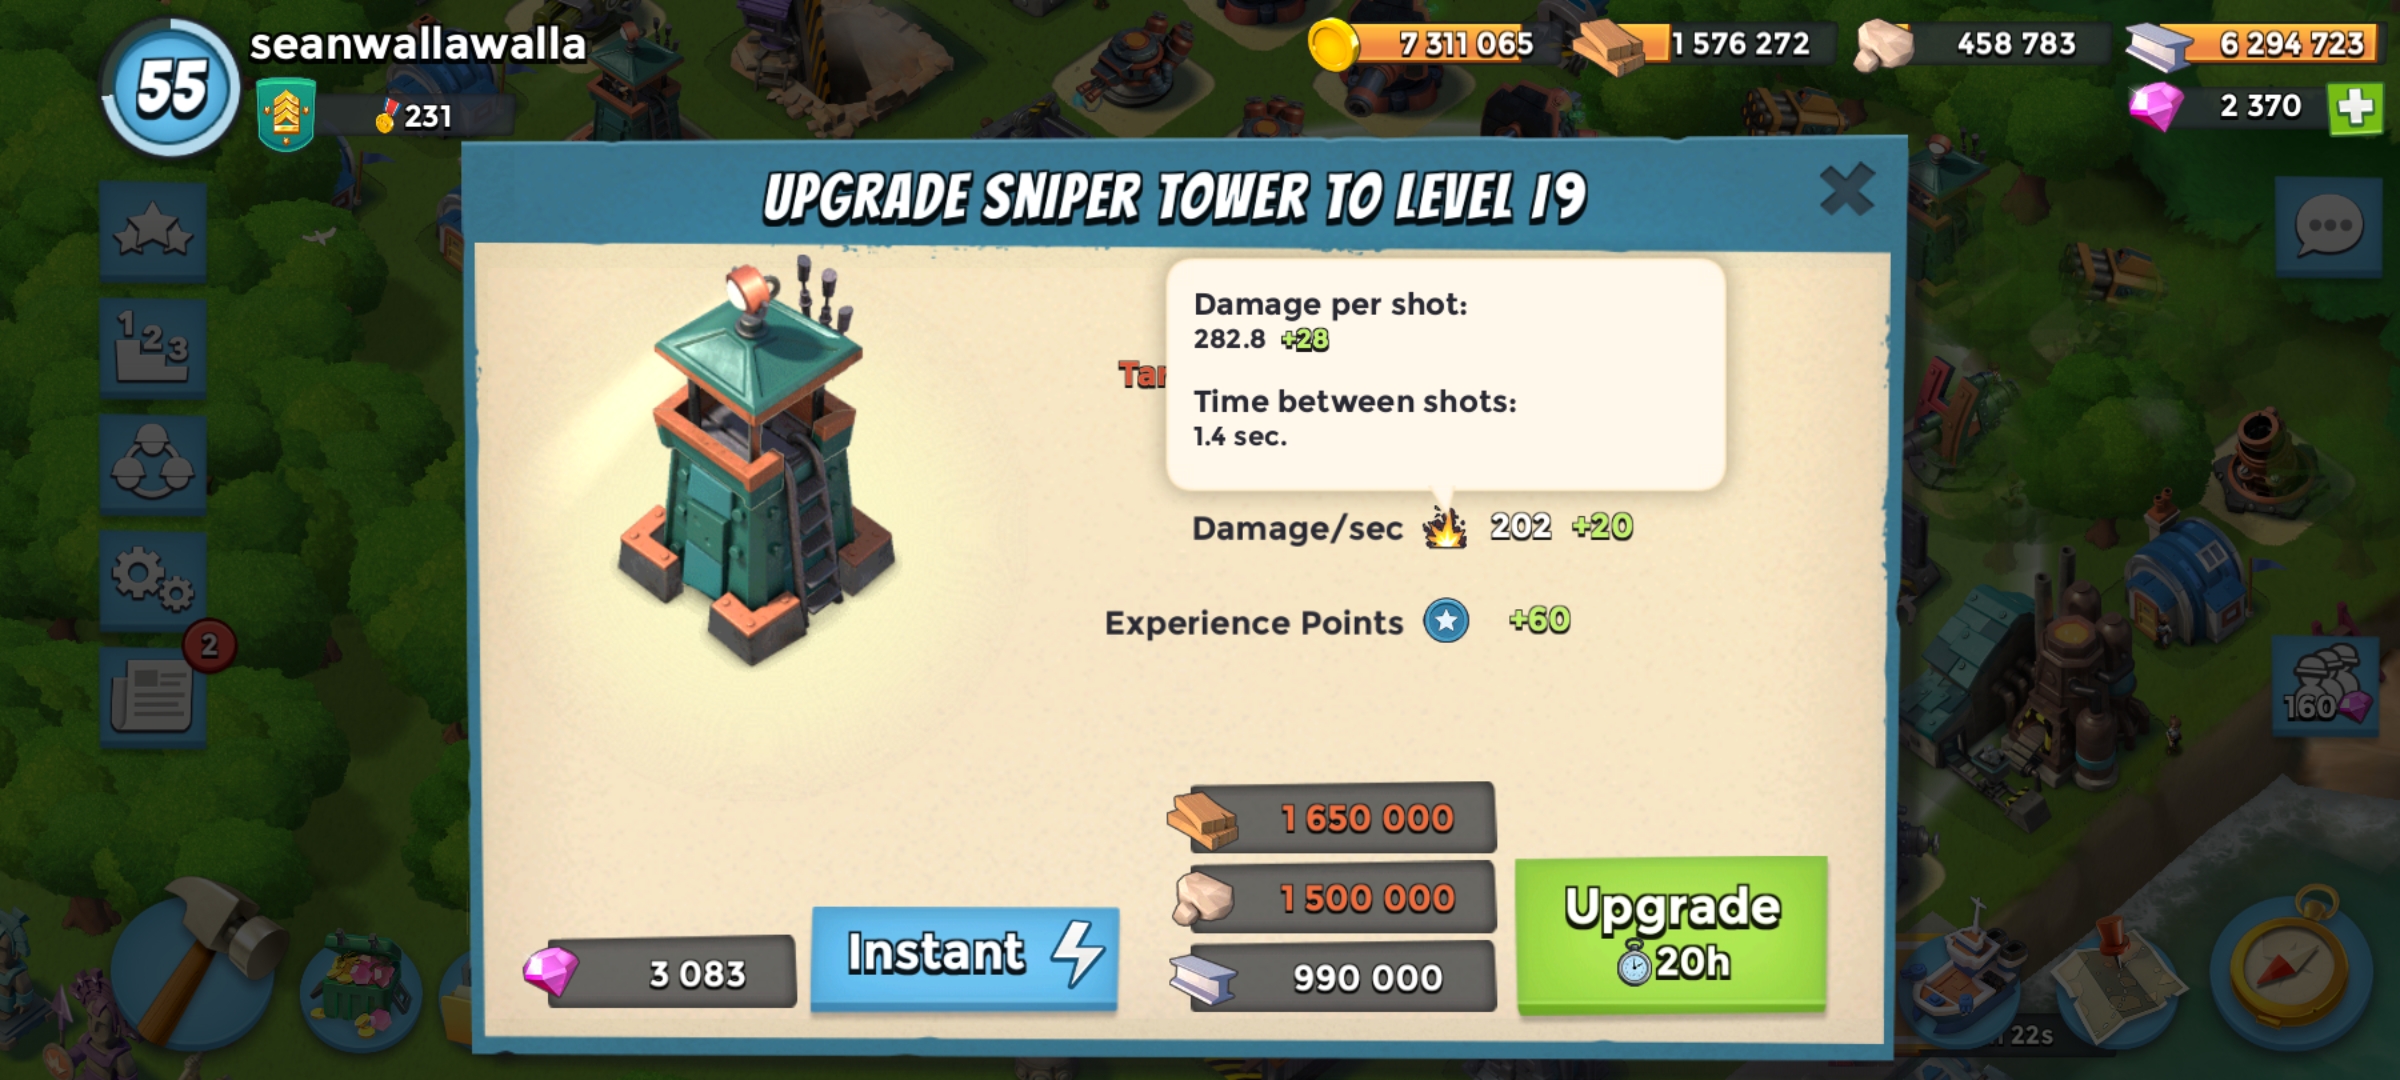 55
seanwallawalla
231
7 311 065
1 576 272
458 783
6 294 723
2 370
UPGRADE SNIPER TOWER TO LEVEL 19
Damage per shot:
282.8 +28
Time between shots:
1.4 sec.
Damage/sec 202 +20
Experience Points +60
123
2
160
1 650 000
1 500 000
990 000
3 083
Instant
Upgrade
20h
22s